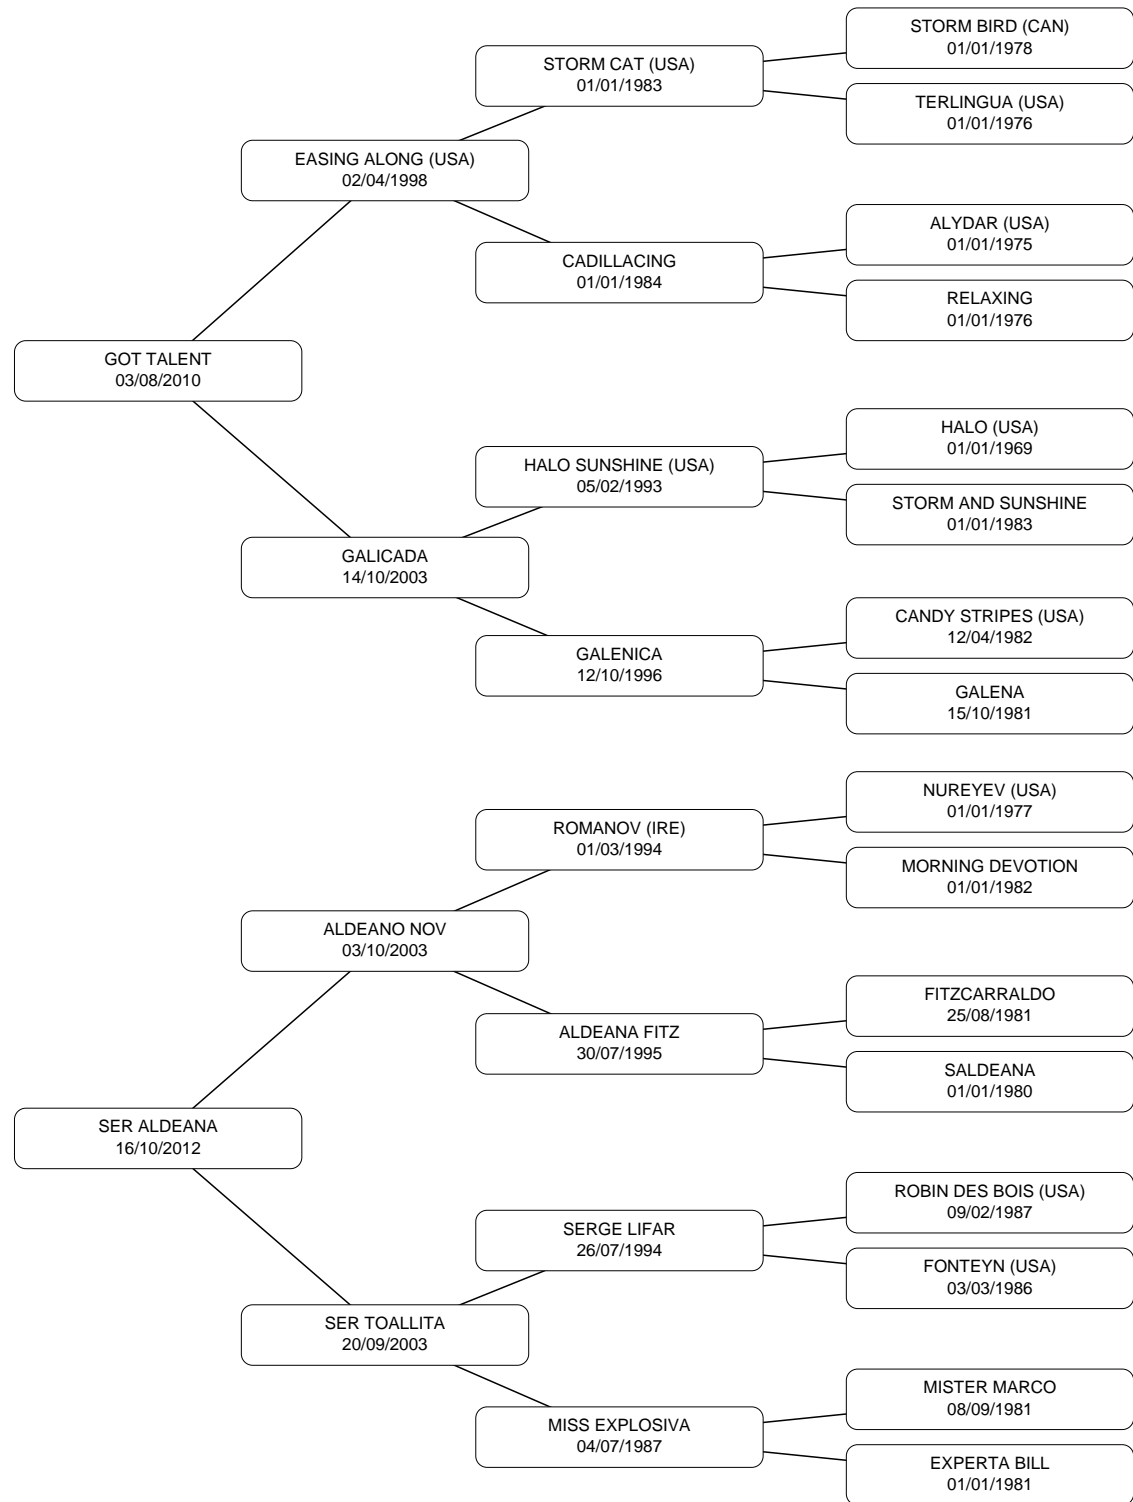 STORM BIRD (CAN)
01/01/1978
STORM CAT (USA)
01/01/1983
TERLINGUA (USA)
01/01/1976
EASING ALONG (USA)
02/04/1998
ALYDAR (USA)
01/01/1975
CADILLACING
01/01/1984
RELAXING
01/01/1976
GOT TALENT
03/08/2010
HALO (USA)
01/01/1969
HALO SUNSHINE (USA)
05/02/1993
STORM AND SUNSHINE
01/01/1983
GALICADA
14/10/2003
CANDY STRIPES (USA)
12/04/1982
GALENICA
12/10/1996
GALENA
15/10/1981
NUREYEV (USA)
01/01/1977
ROMANOV (IRE)
01/03/1994
MORNING DEVOTION
01/01/1982
ALDEANO NOV
03/10/2003
FITZCARRALDO
25/08/1981
ALDEANA FITZ
30/07/1995
SALDEANA
01/01/1980
SER ALDEANA
16/10/2012
ROBIN DES BOIS (USA)
09/02/1987
SERGE LIFAR
26/07/1994
FONTEYN (USA)
03/03/1986
SER TOALLITA
20/09/2003
MISTER MARCO
08/09/1981
MISS EXPLOSIVA
04/07/1987
EXPERTA BILL
01/01/1981